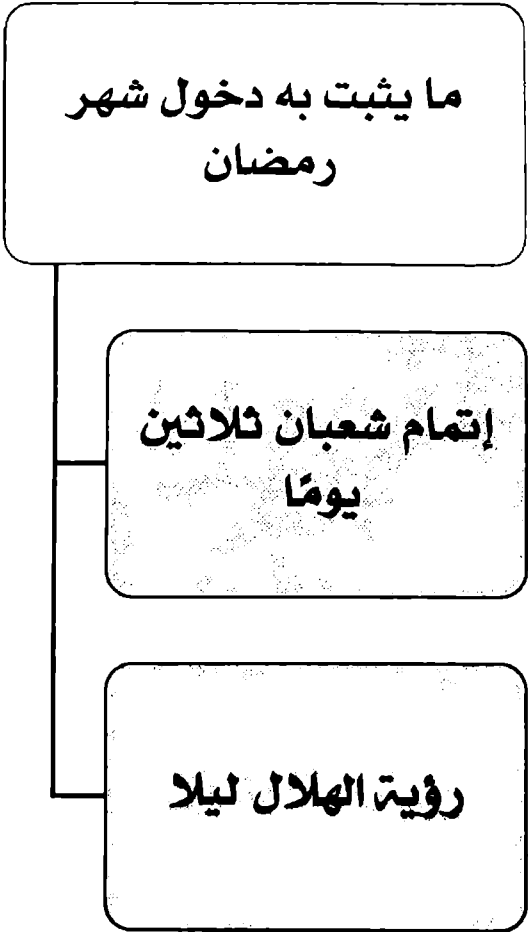 ما يثبت به دخول شهر
رمضان
إتمام شعبان ثلاثين
يومًا
رؤية الهلال ليلا